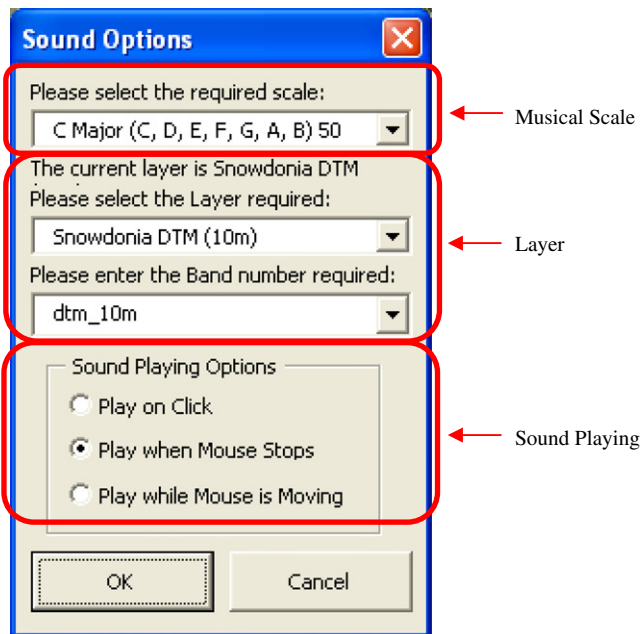 Sound Options
Please select the required scale:
C Major (C, D, E, F, G, A, B) 50
Musical Scale
The current layer is Snowdonia DTM
Please select the Layer required:
Snowdonia DTM (10m)
Layer
Please enter the Band number required:
dtm_10m
Sound Playing Options
Play on Click
Play when Mouse Stops
Sound Playing
Play while Mouse is Moving
OK
Cancel